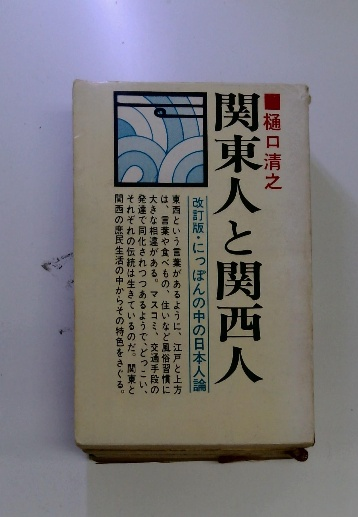 ■樋口清之
関東人と関西人
改訂版・にっぽんの中の日本人論
東西という言葉があるように、江戸と上方
は、言葉や食べもの、住いなど風俗習慣に
大きな相違がある。マスコミ、交通手段の
発達で同化されつつあるようで、どっこい、
それぞれの伝統は生きているのだ。関東と
関西の庶民生活の中からその特色をさぐる。